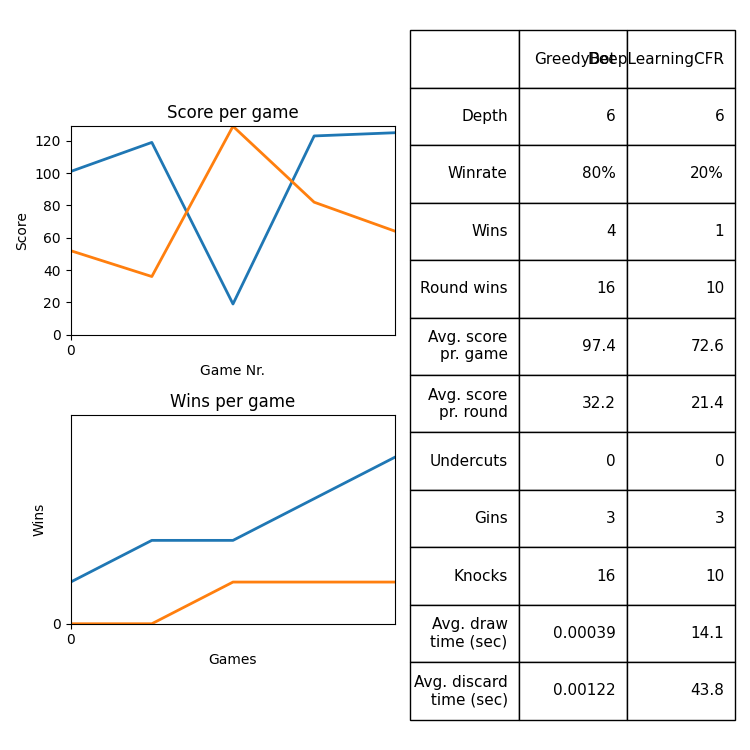 Score per game
120
100
80
60
40
20
0
0
Score
Game Nr.
Wins per game
Wins
0
0
Games
GreedyBot DeepLearningCFR
Depth 6 6
Winrate 80% 20%
Wins 4 1
Round wins 16 10
Avg. score
pr. game 97.4 72.6
Avg. score
pr. round 32.2 21.4
Undercuts 0 0
Gins 3 3
Knocks 16 10
Avg. draw
time (sec) 0.00039 14.1
Avg. discard
time (sec) 0.00122 43.8